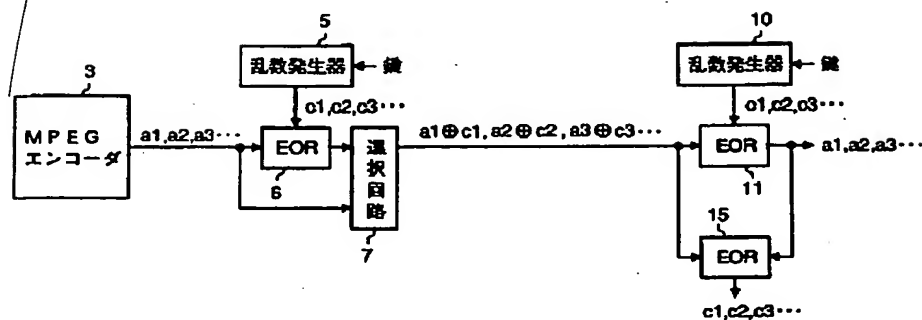 5
乱数発生器
鍵
10
乱数発生器
鍵
3
MPEG
エンコーダ
c1,c2,c3・・・
c1,c2,c3・・・
a1,a2,a3・・・
EOR
6
選択回路
7
a1⊕c1, a2⊕c2, a3⊕c3・・・
EOR
11
a1,a2,a3・・・
15
EOR
c1,c2,c3・・・